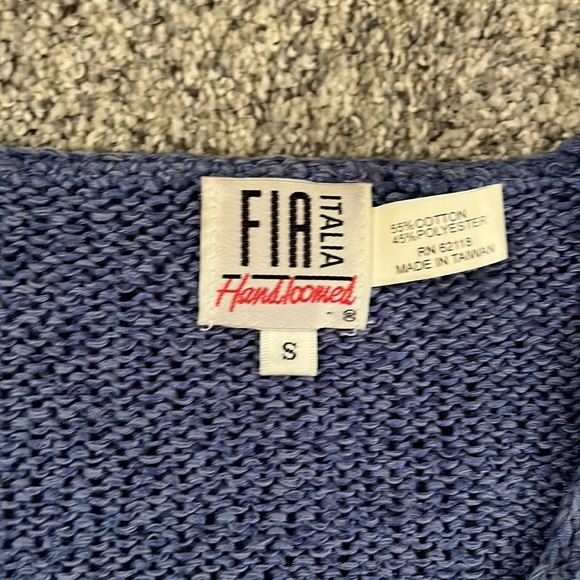 FIA ITALIA
Handloomed
®
S
55% COTTON
45% POLYESTER
RN 62118
MADE IN TAIWAN